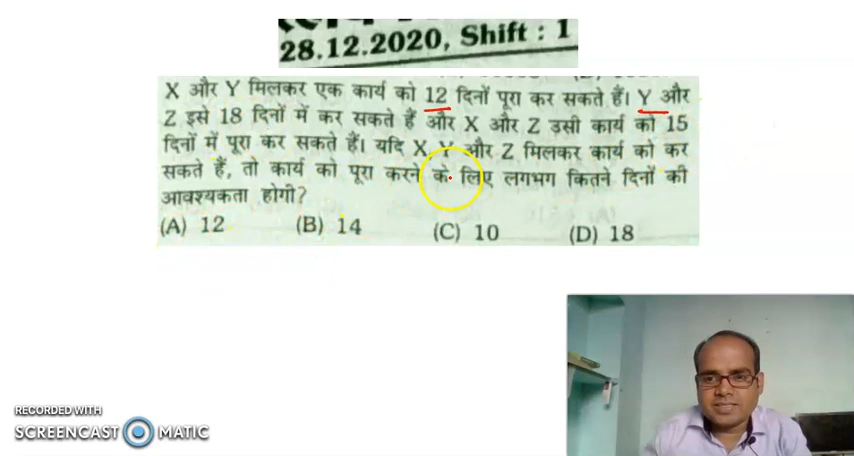 28.12.2020, Shift : 1
X और Y मिलकर एक कार्य को 12 दिनों पूरा कर सकते हैं। Y और
Z इसे 18 दिनों में कर सकते हैं और X और Z उसी कार्य को 15
दिनों में पूरा कर सकते हैं। यदि X, Y और Z मिलकर कार्य को कर
सकते हैं, तो कार्य को पूरा करने के लिए लगभग कितने दिनों की
आवश्यकता होगी?
(A) 12 (B) 14 (C) 10 (D) 18
RECORDED WITH
SCREENCAST MATIC